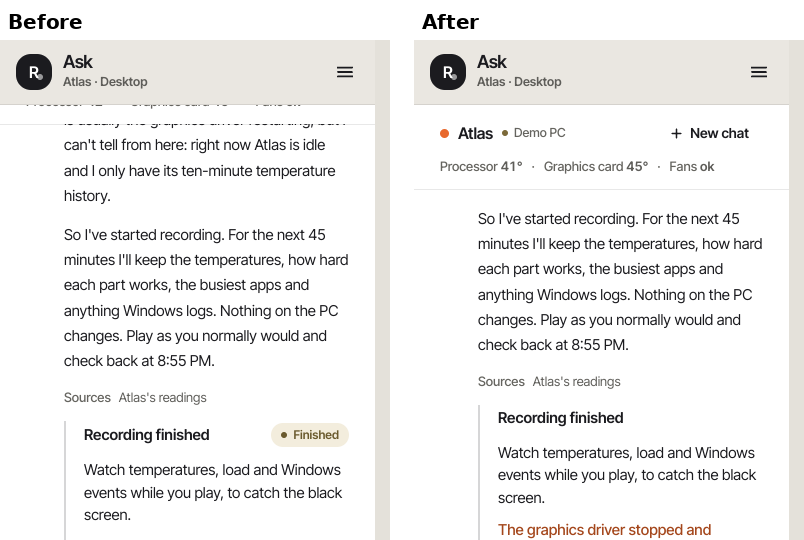 Before
R
Ask
Atlas · Desktop
is usually the graphics driver restarting, but I
can't tell from here: right now Atlas is idle
and I only have its ten-minute temperature
history.
So I've started recording. For the next 45
minutes I'll keep the temperatures, how hard
each part works, the busiest apps and
anything Windows logs. Nothing on the PC
changes. Play as you normally would and
check back at 8:55 PM.
Sources Atlas's readings
Recording finished
Finished
Watch temperatures, load and Windows
events while you play, to catch the black
screen.
After
R
Ask
Atlas · Desktop
Atlas
Demo PC
+ New chat
Processor 41° · Graphics card 45° · Fans ok
So I've started recording. For the next 45
minutes I'll keep the temperatures, how hard
each part works, the busiest apps and
anything Windows logs. Nothing on the PC
changes. Play as you normally would and
check back at 8:55 PM.
Sources Atlas's readings
Recording finished
Watch temperatures, load and Windows
events while you play, to catch the black
screen.
The graphics driver stopped and